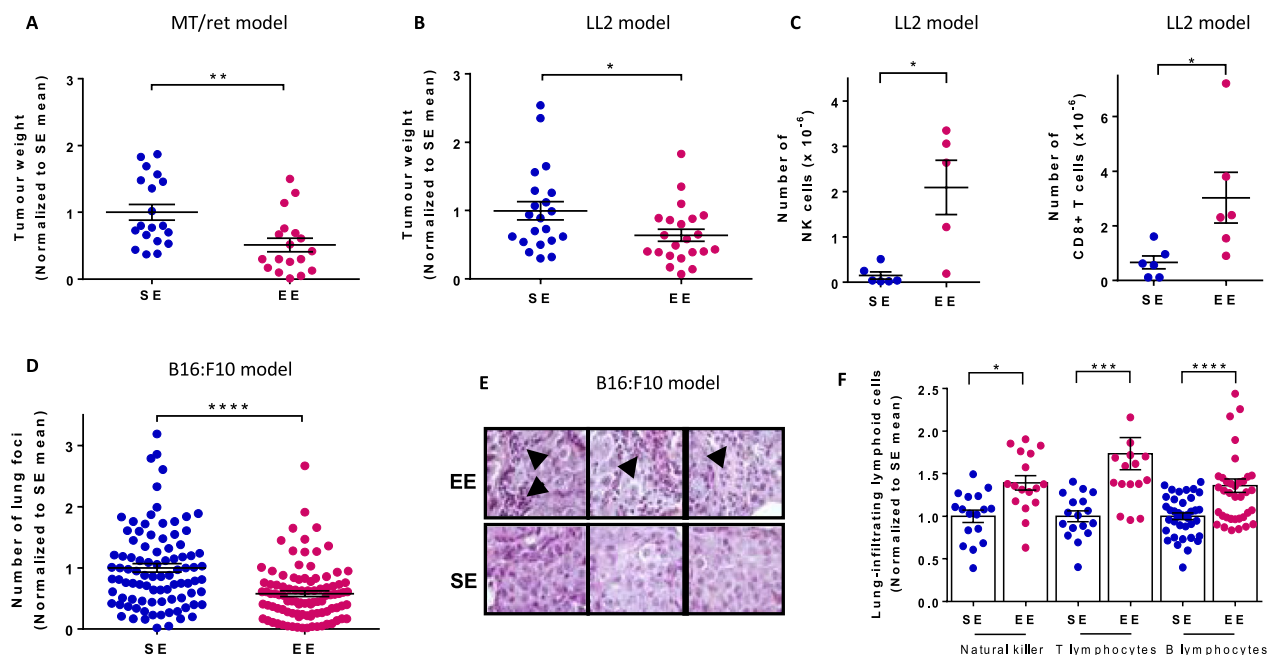 A
MT/ret model
Tumour weight
(Normalized to SE mean)
**
3
2
1
0
SE
EE
B
LL2 model
Tumour weight
(Normalized to SE mean)
*
3
2
1
0
SE
EE
C
LL2 model
Number of
NK cells (x 10-6)
*
4
3
2
1
0
SE
EE
LL2 model
Number of
CD8+ T cells (x10-6)
*
6
4
2
0
SE
EE
D
B16:F10 model
Number of lung foci
(Normalized to SE mean)
****
3
2
1
0
SE
EE
E
B16:F10 model
EE
SE
F
Lung-infiltrating lymphoid cells
(Normalized to SE mean)
*
***
****
2.5
2.0
1.5
1.0
0.5
0.0
SE EE SE EE SE EE
Natural killer T lymphocytes B lymphocytes